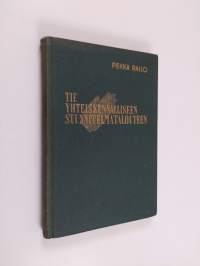 PEKKA RAILO
TIE
YHTEISKUNNALLISEEN
SUUNNITELMATALOUTEEN